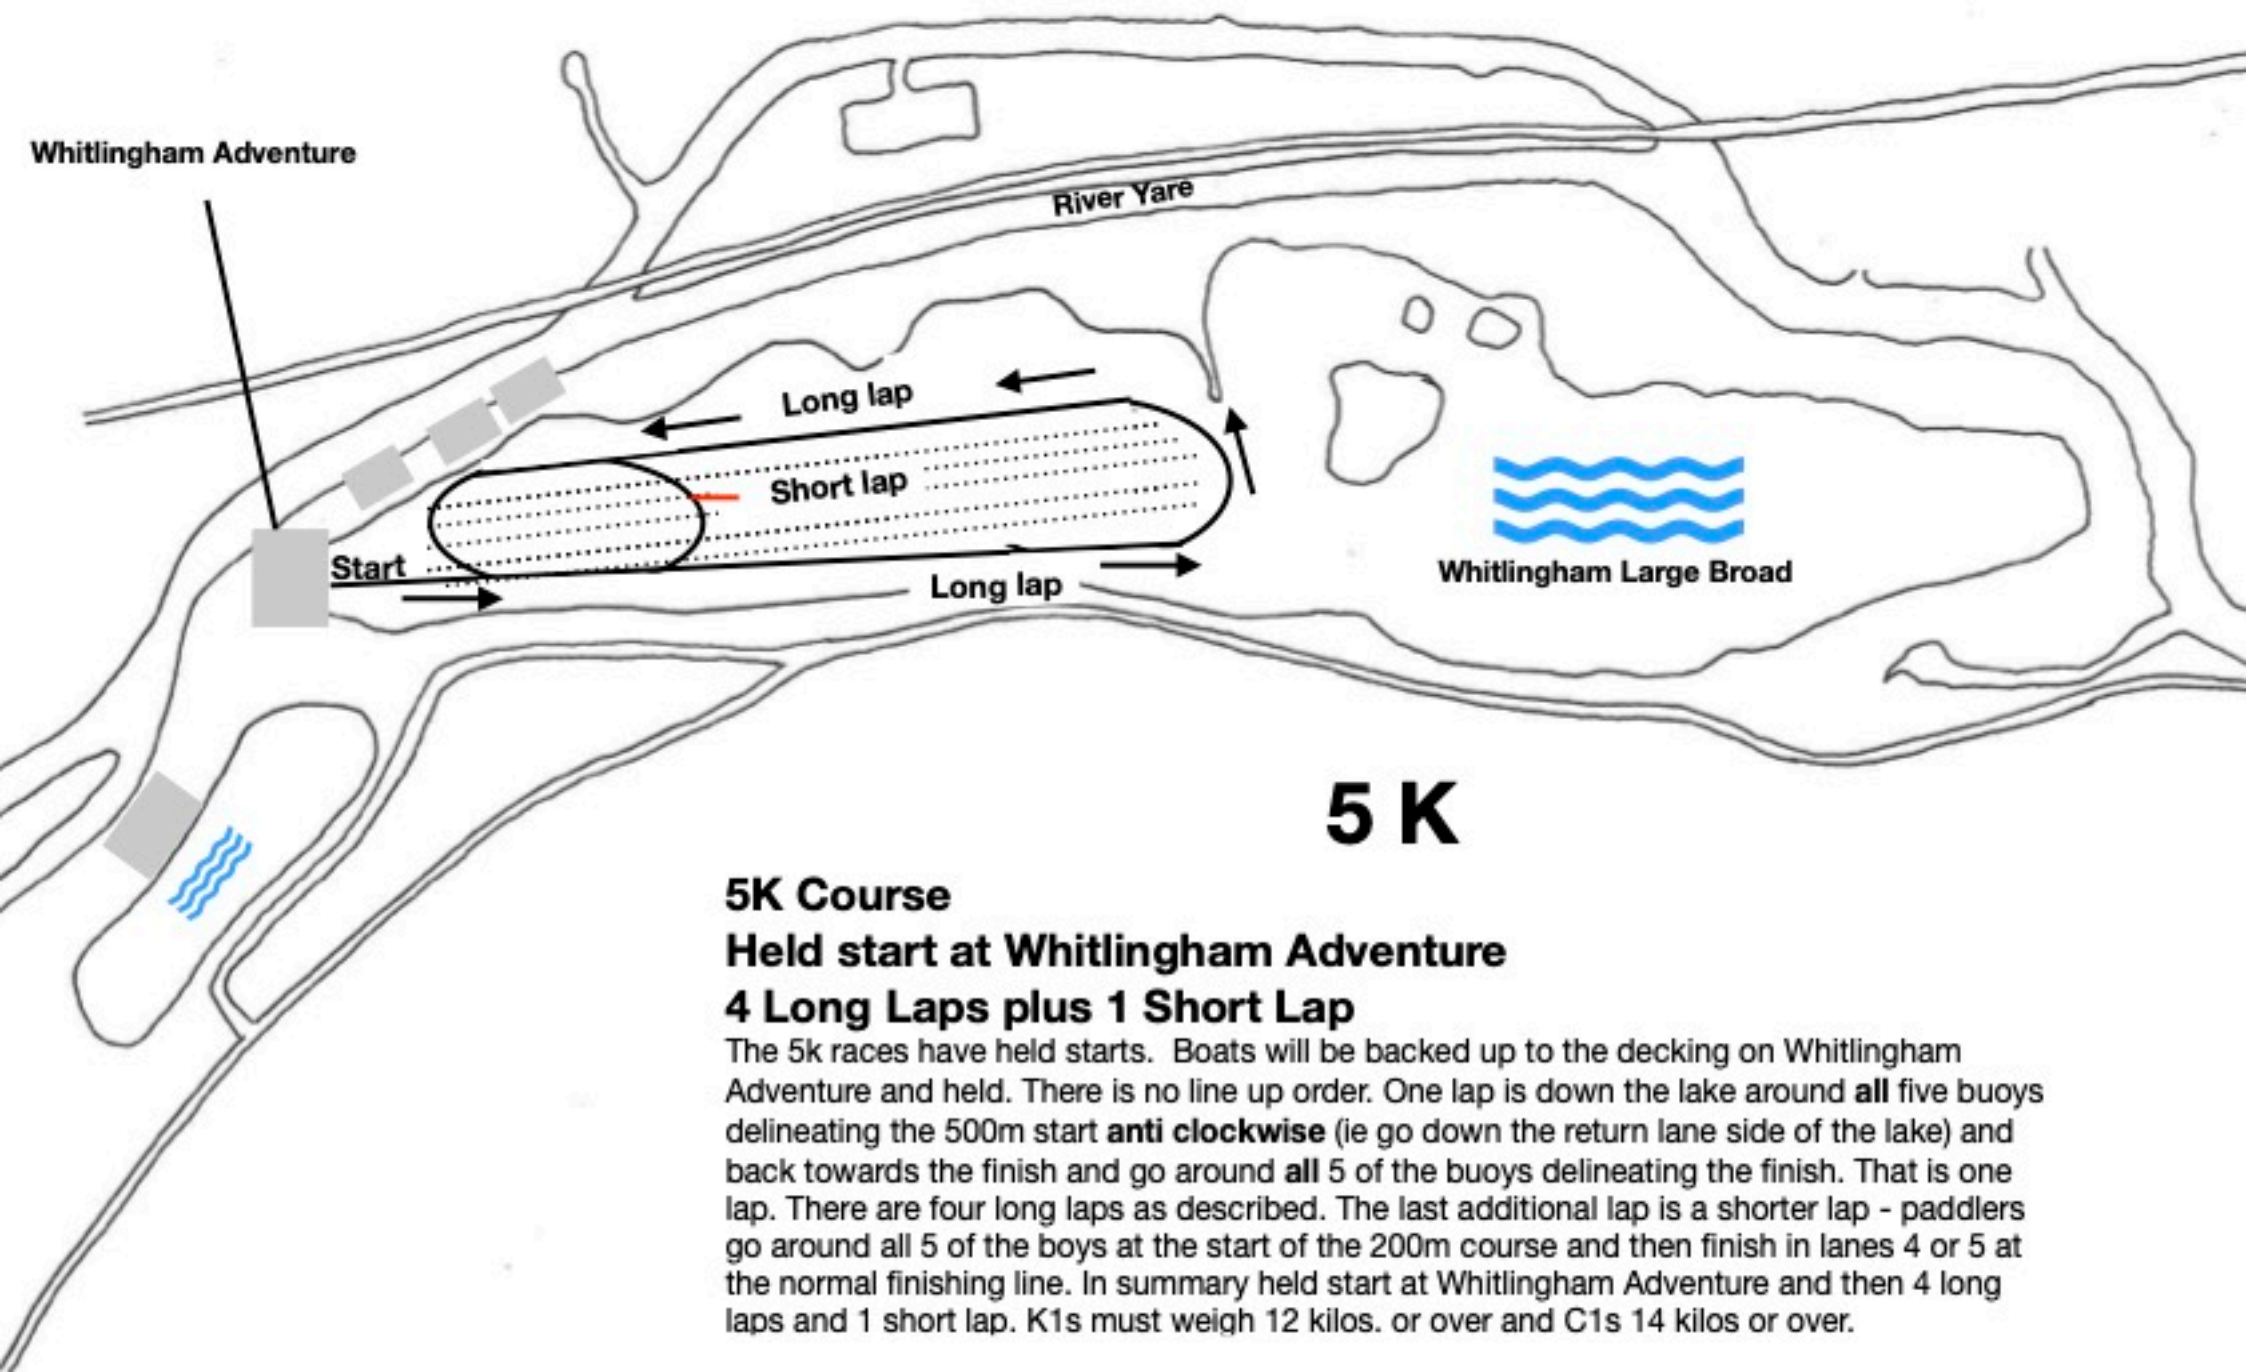 Whitlingham Adventure
River Yare
Long lap
Short lap
Start
Long lap
Whitlingham Large Broad
5 K
5K Course
Held start at Whitlingham Adventure
4 Long Laps plus 1 Short Lap
The 5k races have held starts.  Boats will be backed up to the decking on Whitlingham
Adventure and held. There is no line up order. One lap is down the lake around all five buoys
delineating the 500m start anti clockwise (ie go down the return lane side of the lake) and
back towards the finish and go around all 5 of the buoys delineating the finish. That is one
lap. There are four long laps as described. The last additional lap is a shorter lap - paddlers
go around all 5 of the boys at the start of the 200m course and then finish in lanes 4 or 5 at
the normal finishing line. In summary held start at Whitlingham Adventure and then 4 long
laps and 1 short lap. K1s must weigh 12 kilos. or over and C1s 14 kilos or over.